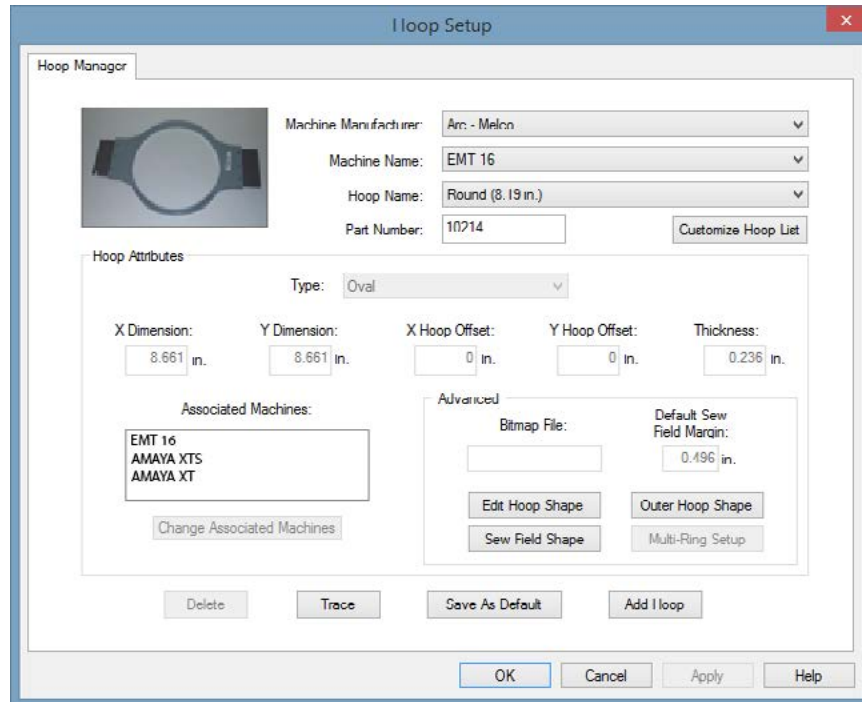 Hoop Setup
Hoop Manager
Machine Manufacturer: Arc - Melco
Machine Name: EMT 16
Hoop Name: Round (8.19 in.)
Part Number: 10214 Customize Hoop List
Hoop Attributes
Type: Oval
X Dimension: Y Dimension: X Hoop Offset: Y Hoop Offset: Thickness:
8.661 in. 8.661 in. 0 in. 0 in. 0.236 in.
Associated Machines:
EMT 16
AMAYA XTS
AMAYA XT
Change Associated Machines
Advanced
Bitmap File:
Default Sew
Field Margin:
0.496 in.
Edit Hoop Shape Outer Hoop Shape
Sew Field Shape Multi-Ring Setup
Delete Trace Save As Default Add Hoop
OK Cancel Apply Help